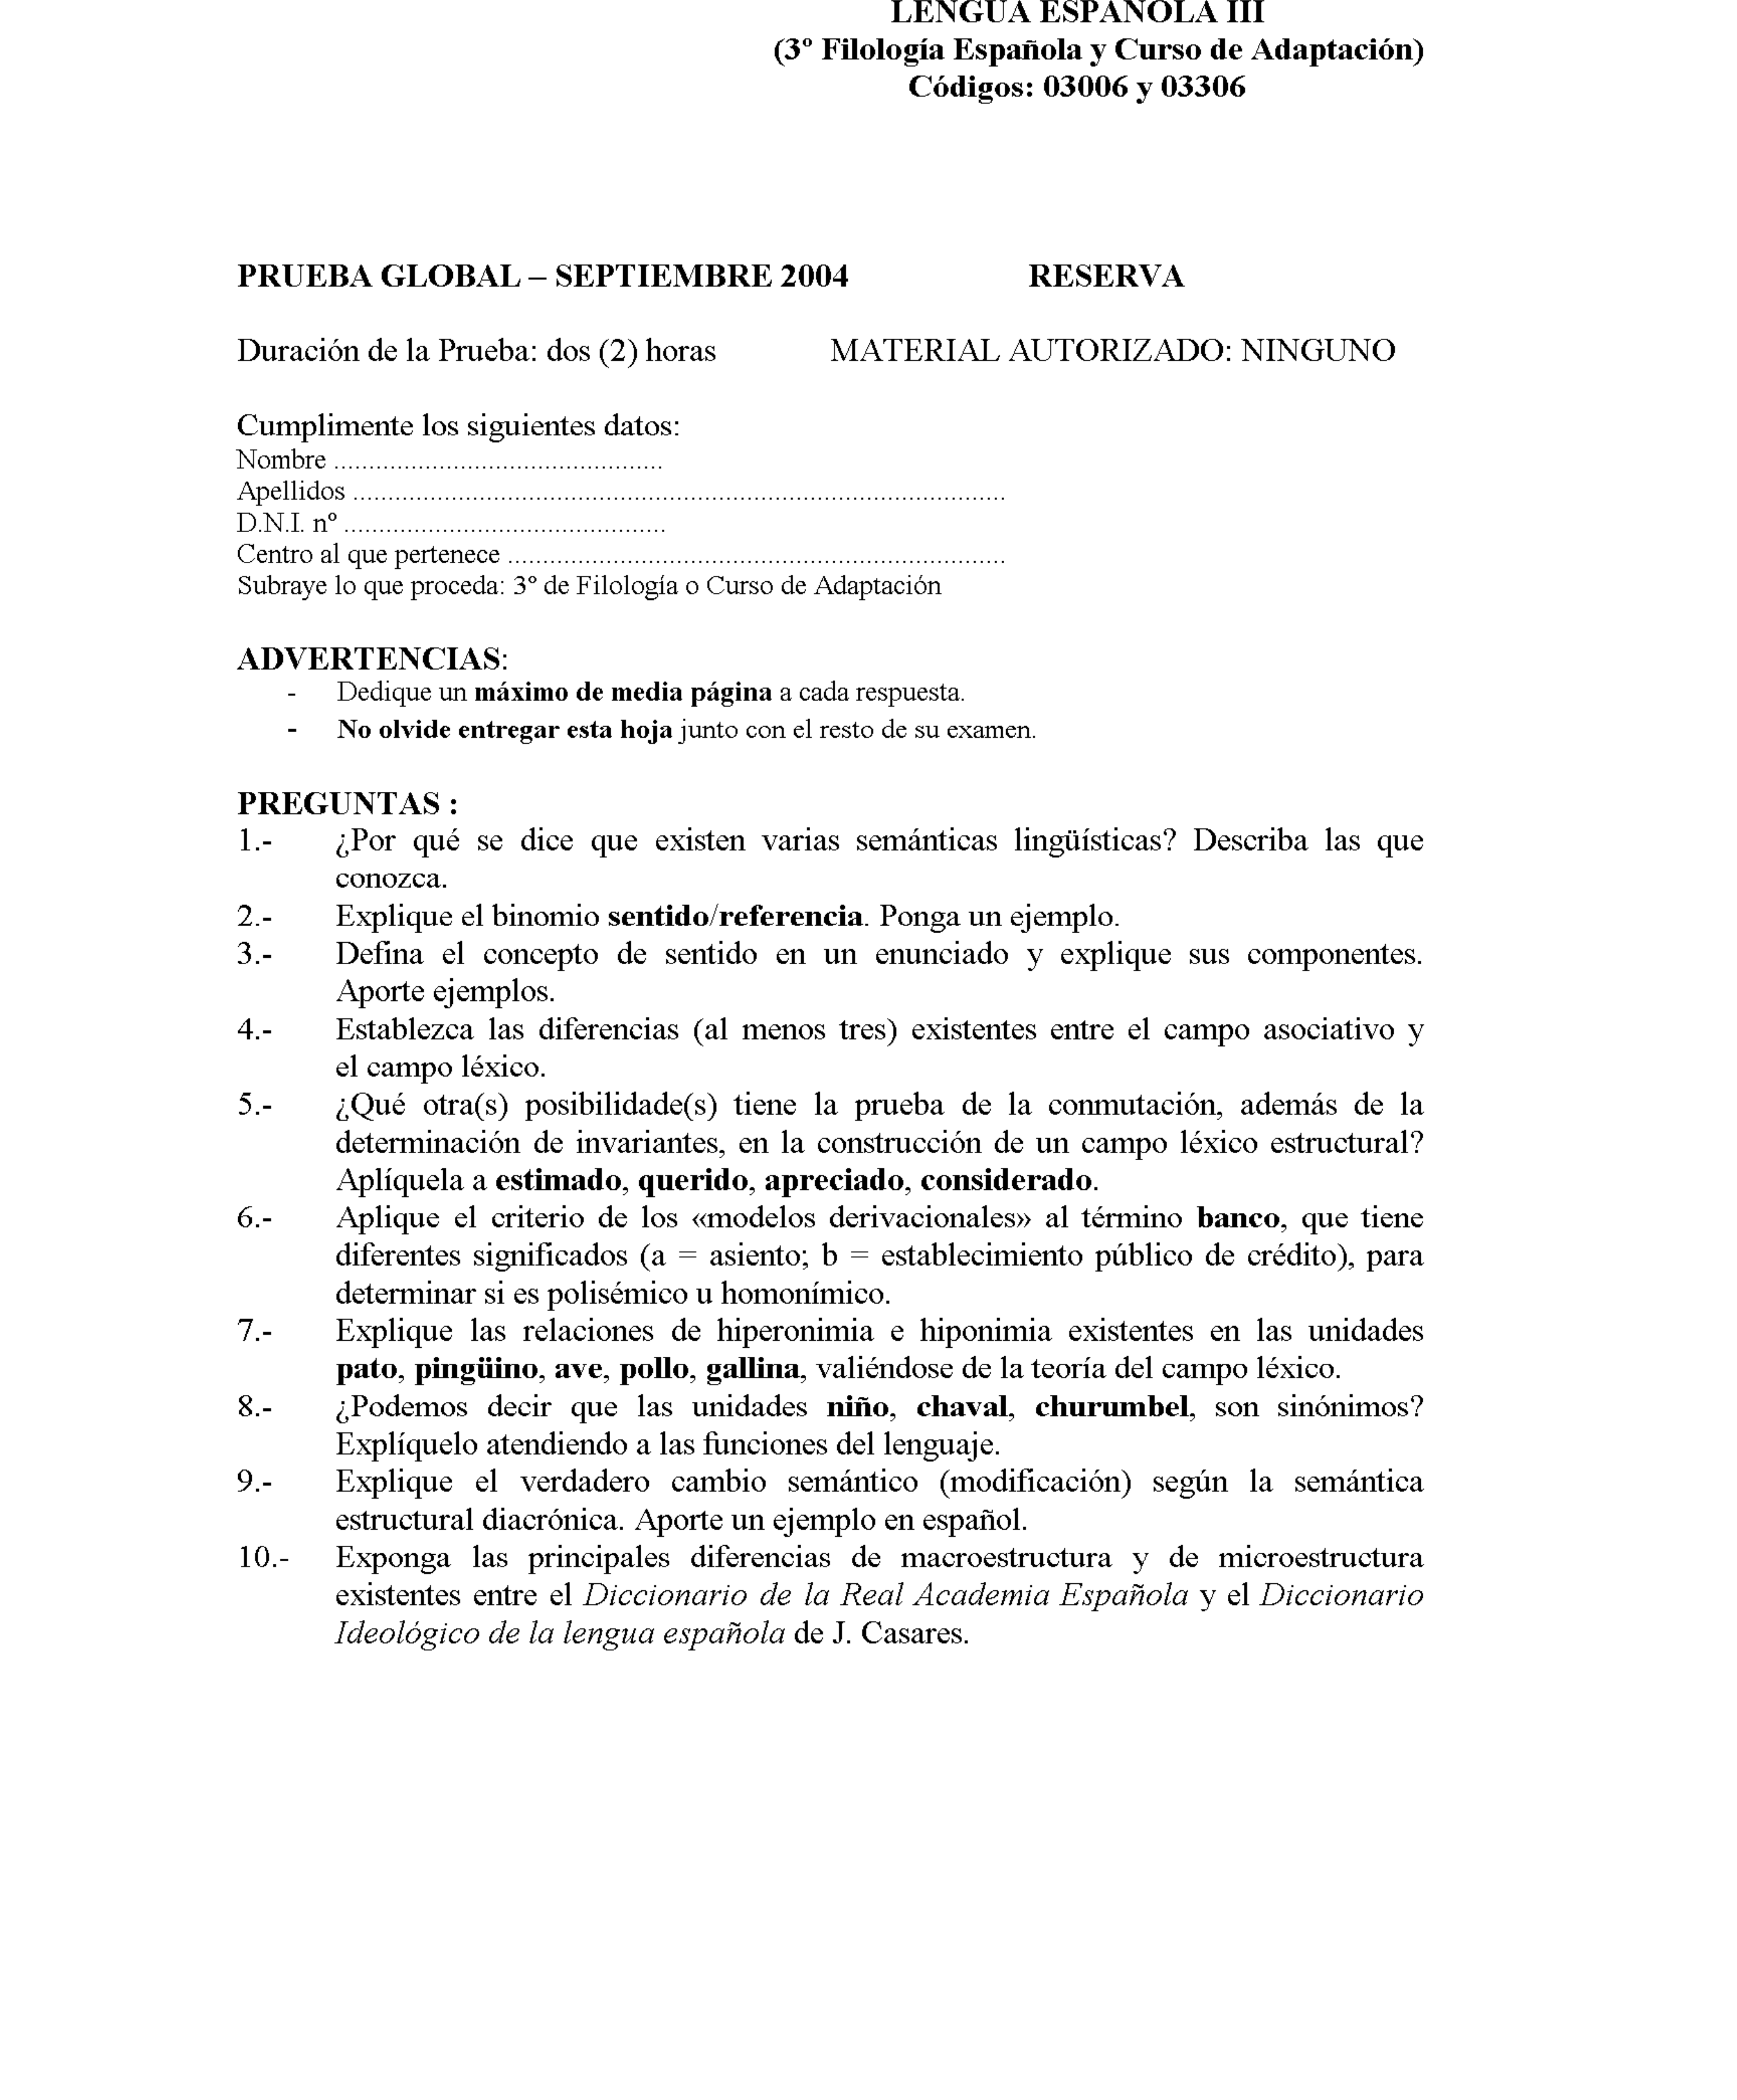 LENGUA ESPAÑOLA III
(3º Filología Española y Curso de Adaptación)
Códigos: 03006 y 03306
PRUEBA GLOBAL – SEPTIEMBRE 2004 RESERVA
Duración de la Prueba: dos (2) horas MATERIAL AUTORIZADO: NINGUNO
Cumplimente los siguientes datos:
Nombre ...............................................
Apellidos .............................................................................................
D.N.I. nº ..............................................
Centro al que pertenece .......................................................................
Subraye lo que proceda: 3º de Filología o Curso de Adaptación
ADVERTENCIAS:
- Dedique un máximo de media página a cada respuesta.
- No olvide entregar esta hoja junto con el resto de su examen.
PREGUNTAS :
1.- ¿Por qué se dice que existen varias semánticas lingüísticas? Describa las que
conozca.
2.- Explique el binomio sentido/referencia. Ponga un ejemplo.
3.- Defina el concepto de sentido en un enunciado y explique sus componentes.
Aporte ejemplos.
4.- Establezca las diferencias (al menos tres) existentes entre el campo asociativo y
el campo léxico.
5.- ¿Qué otra(s) posibilidade(s) tiene la prueba de la conmutación, además de la
determinación de invariantes, en la construcción de un campo léxico estructural?
Aplíquela a estimado, querido, apreciado, considerado.
6.- Aplique el criterio de los «modelos derivacionales» al término banco, que tiene
diferentes significados (a = asiento; b = establecimiento público de crédito), para
determinar si es polisémico u homonímico.
7.- Explique las relaciones de hiperonimia e hiponimia existentes en las unidades
pato, pingüino, ave, pollo, gallina, valiéndose de la teoría del campo léxico.
8.- ¿Podemos decir que las unidades niño, chaval, churumbel, son sinónimos?
Explíquelo atendiendo a las funciones del lenguaje.
9.- Explique el verdadero cambio semántico (modificación) según la semántica
estructural diacrónica. Aporte un ejemplo en español.
10.- Exponga las principales diferencias de macroestructura y de microestructura
existentes entre el Diccionario de la Real Academia Española y el Diccionario
Ideológico de la lengua española de J. Casares.